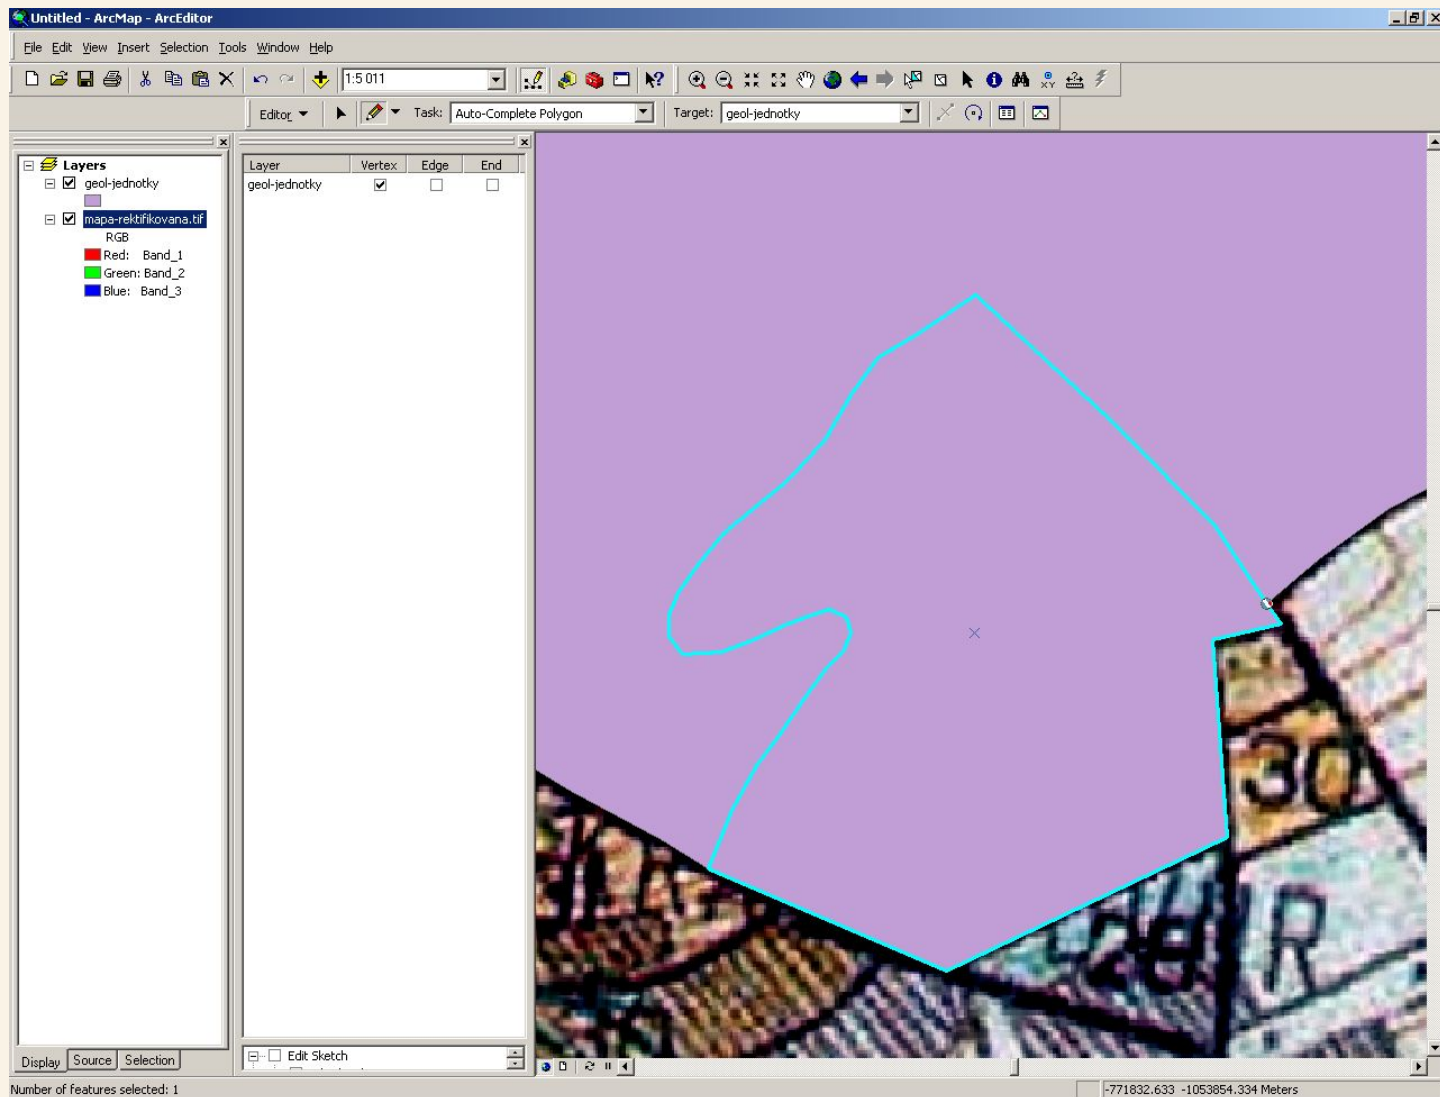 Untitled - ArcMap - ArcEditor
File Edit View Insert Selection Tools Window Help
1:5 011
Editor Task: Auto-Complete Polygon Target: geol-jednotky
Layers
geol-jednotky
mapa-rektifikovana.tif
RGB
Red: Band_1
Green: Band_2
Blue: Band_3
Display Source Selection
Layer Vertex Edge End
geol-jednotky
Edit Sketch
30
29
R
Number of features selected: 1
-771832.633 -1053854.334 Meters